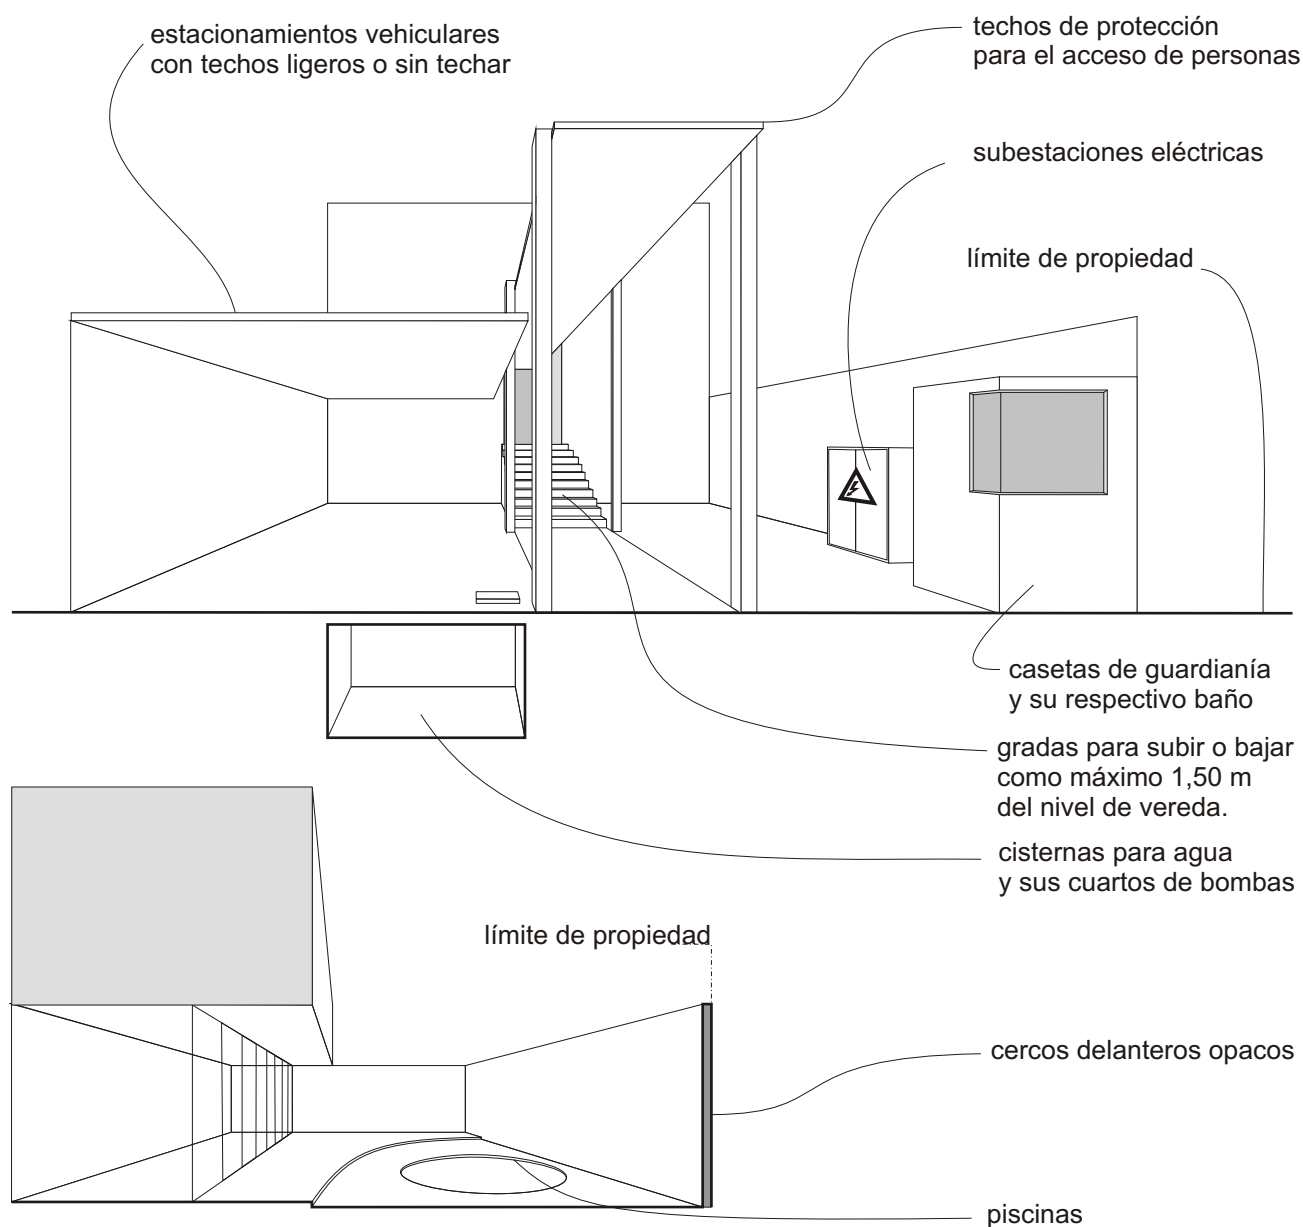 estacionamientos vehiculares
con techos ligeros o sin techar
techos de protección
para el acceso de personas
subestaciones eléctricas
límite de propiedad
casetas de guardianía
y su respectivo baño
gradas para subir o bajar
como máximo 1,50 m
del nivel de vereda.
cisternas para agua
y sus cuartos de bombas
límite de propiedad
cercos delanteros opacos
piscinas